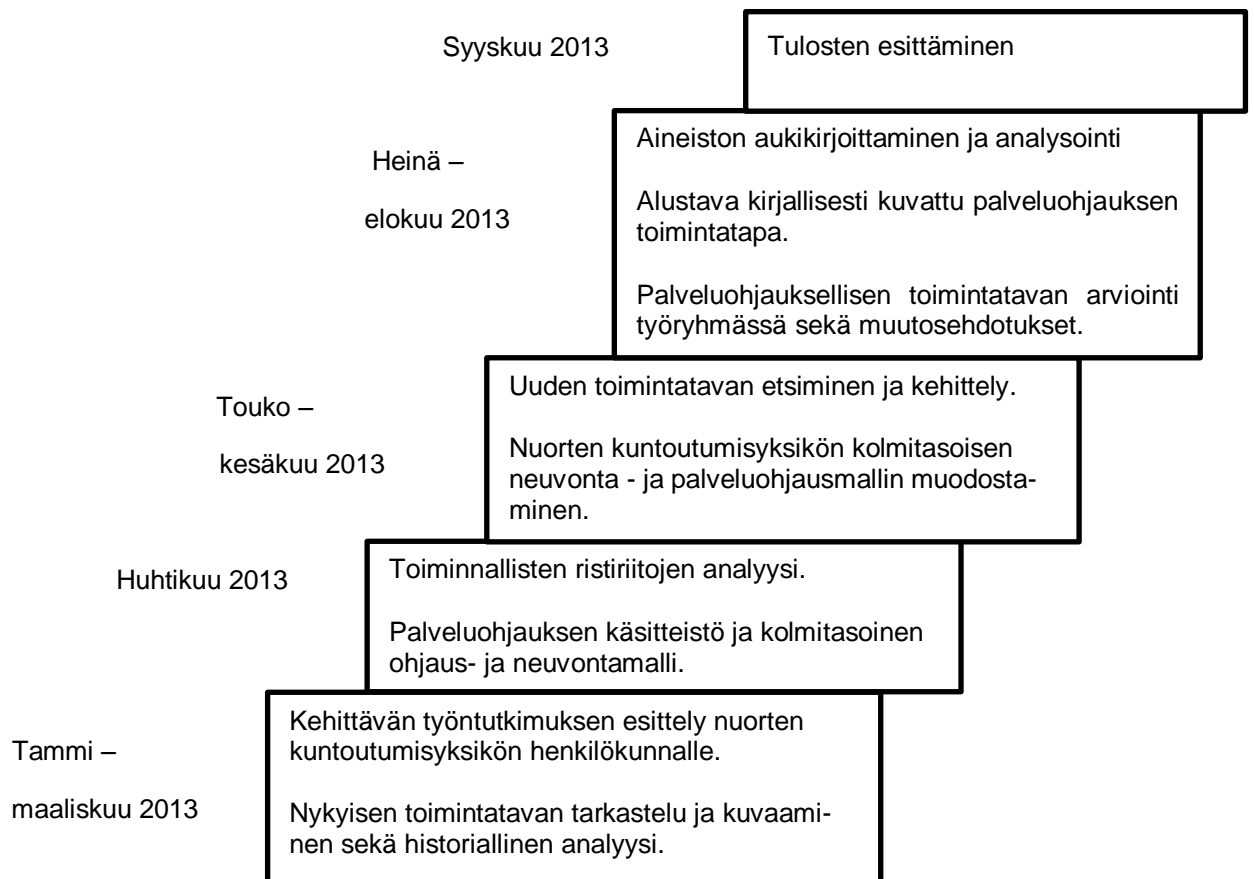 Syyskuu 2013
Tulosten esittäminen
Heinä –
elokuu 2013
Aineiston aukikirjoittaminen ja analysointi
Alustava kirjallisesti kuvattu palveluohjauksen
toimintatapa.
Palveluohjauksellisen toimintatavan arviointi
työryhmässä sekä muutosehdotukset.
Touko –
kesäkuu 2013
Uuden toimintatavan etsiminen ja kehittely.
Nuorten kuntoutumisyksikön kolmitasoisen
neuvonta - ja palveluohjausmallin muodosta-
minen.
Huhtikuu 2013
Toiminnallisten ristiriitojen analyysi.
Palveluohjauksen käsitteistö ja kolmitasoinen
ohjaus- ja neuvontamalli.
Tammi –
maaliskuu 2013
Kehittävän työntutkimuksen esittely nuorten
kuntoutumisyksikön henkilökunnalle.
Nykyisen toimintatavan tarkastelu ja kuvaami-
nen sekä historiallinen analyysi.